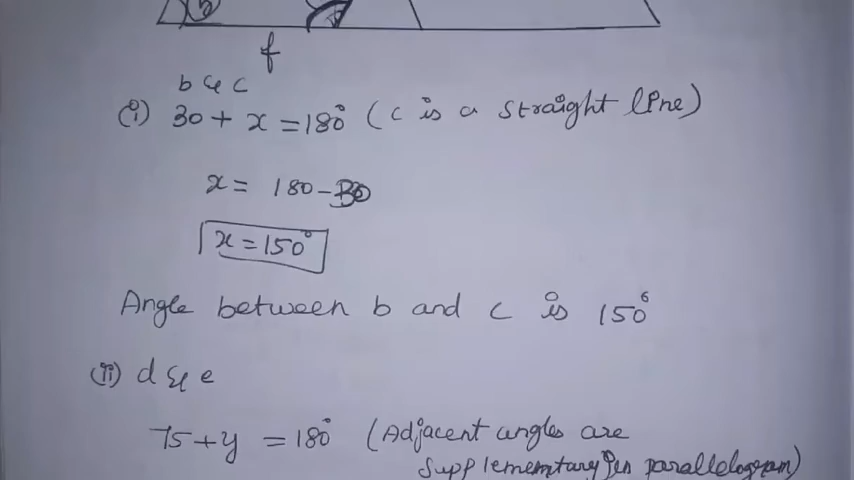 f
b & c
(i) 30 + x = 180° (c is a straight line)
x = 180 - 30
x = 150°
Angle between b and c is 150°
(ii) d & e
75 + y = 180° (Adjacent angles are
supplementary in parallelogram)